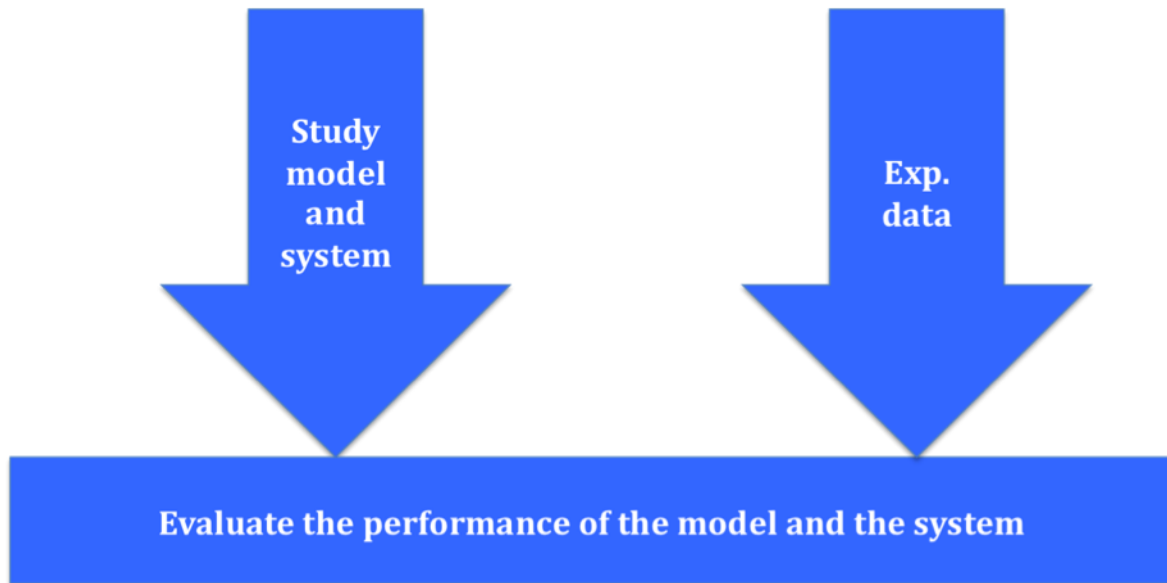 Study
model
and
system
Exp.
data
Evaluate the performance of the model and the system